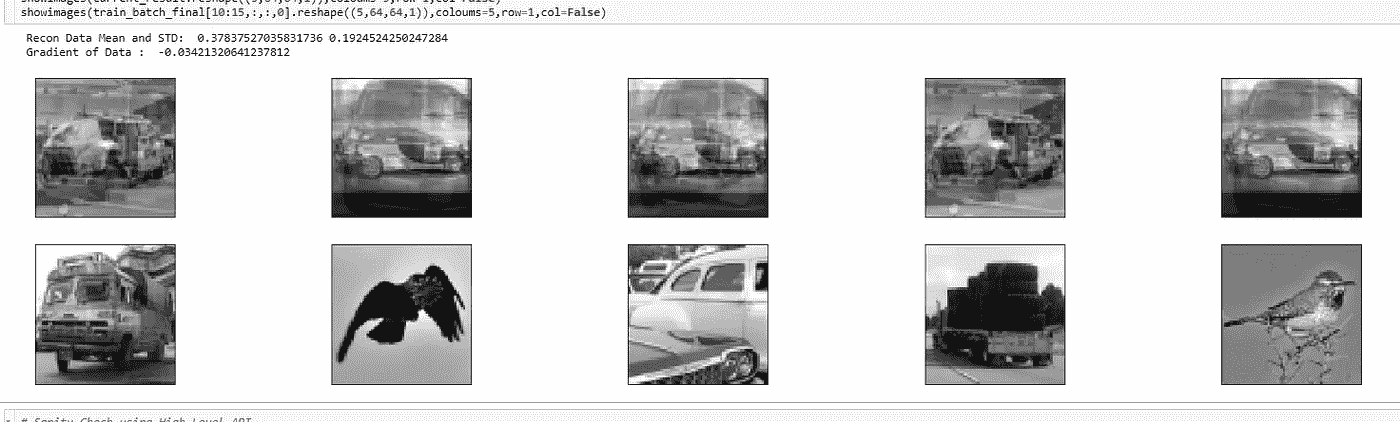 showimages(current_result.reshape((5,64,64,1)),coloums=5,row=1,col=False)
showimages(train_batch_final[10:15,:,:,0].reshape((5,64,64,1)),coloums=5,row=1,col=False)
Recon Data Mean and STD:  0.37837527035831736 0.1924524250247284
Gradient of Data :  -0.03421320641237812
# Sanity Check using High Level API